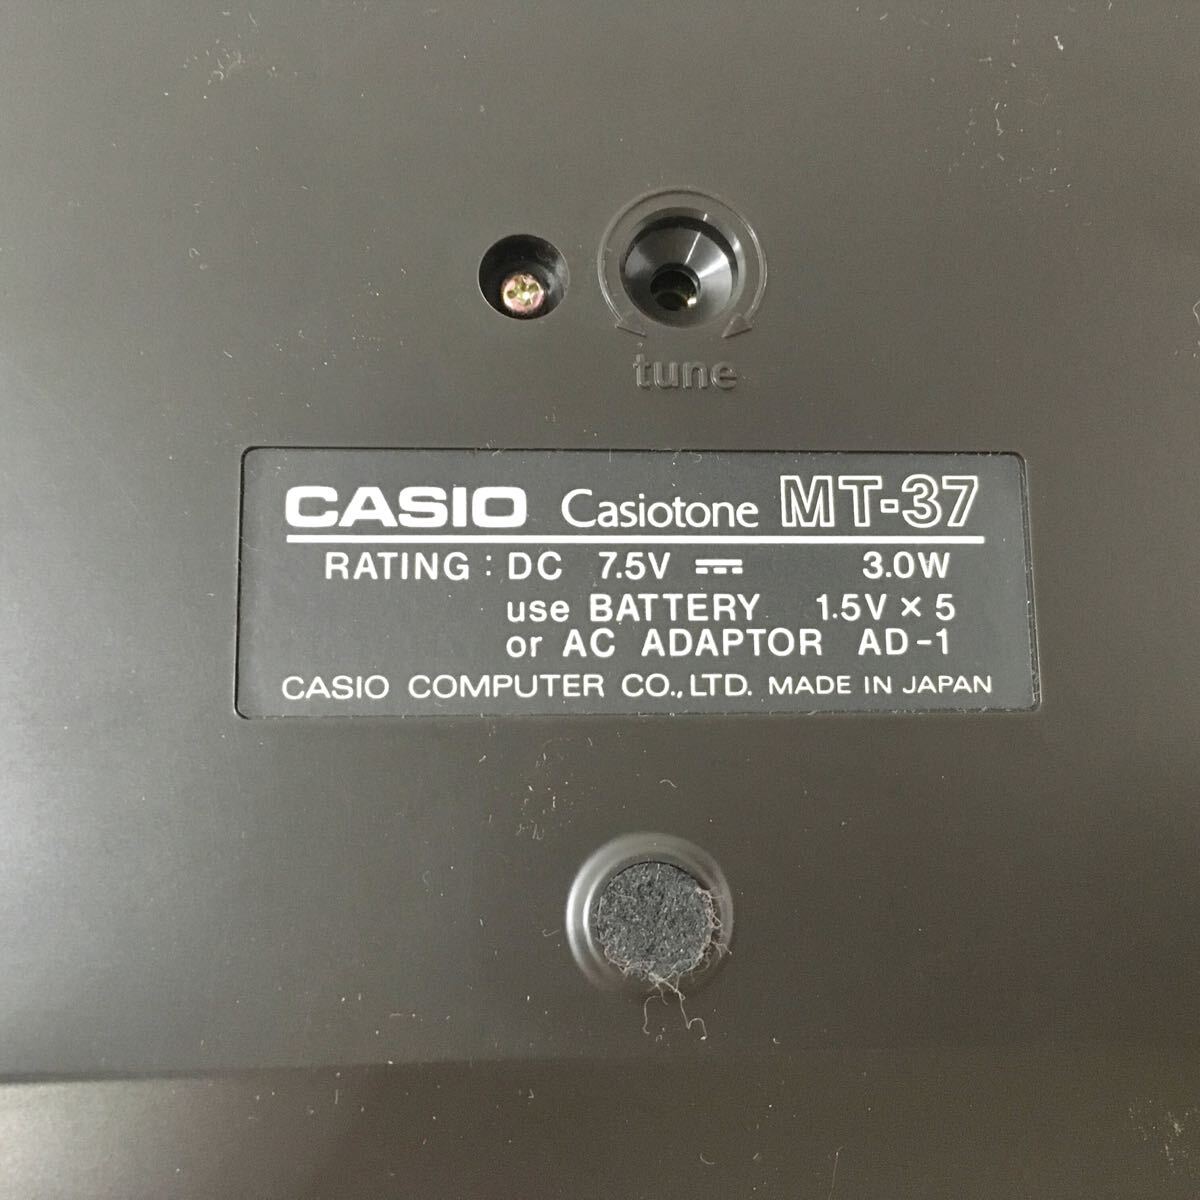 tune
CASIO Casiotone MT-37
RATING : DC 7.5V ⎓ 3.0W
use BATTERY 1.5V × 5
or AC ADAPTOR AD-1
CASIO COMPUTER CO.,LTD. MADE IN JAPAN